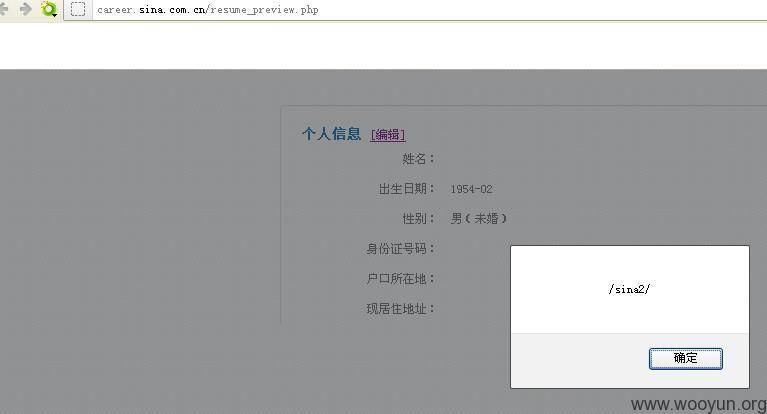 career.sina.com.cn/resume_preview.php
个人信息 [编辑]
姓名：
出生日期： 1954-02
性别： 男（未婚）
身份证号码：
户口所在地：
现居住地址：
/sina2/
确定
www.wooyun.org